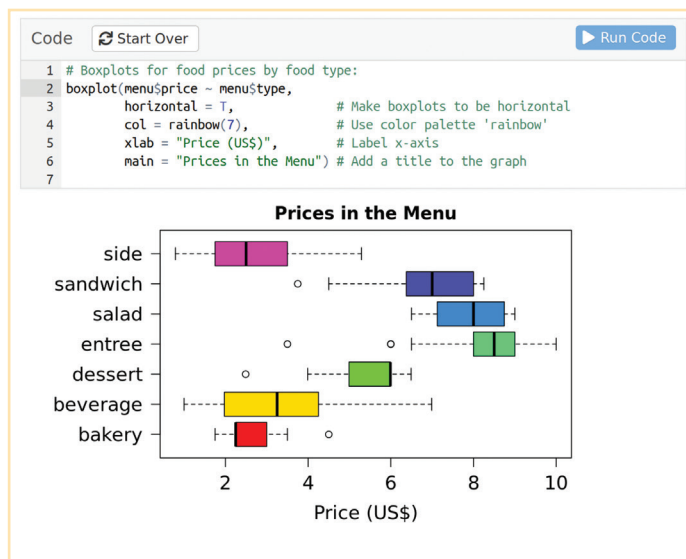 Code Start Over Run Code
1 # Boxplots for food prices by food type:
2 boxplot(menu$price ~ menu$type,
3 horizontal = T, # Make boxplots to be horizontal
4 col = rainbow(7), # Use color palette 'rainbow'
5 xlab = "Price (US$)", # Label x-axis
6 main = "Prices in the Menu") # Add a title to the graph
7
Prices in the Menu
side
sandwich
salad
entree
dessert
beverage
bakery
2 4 6 8 10
Price (US$)